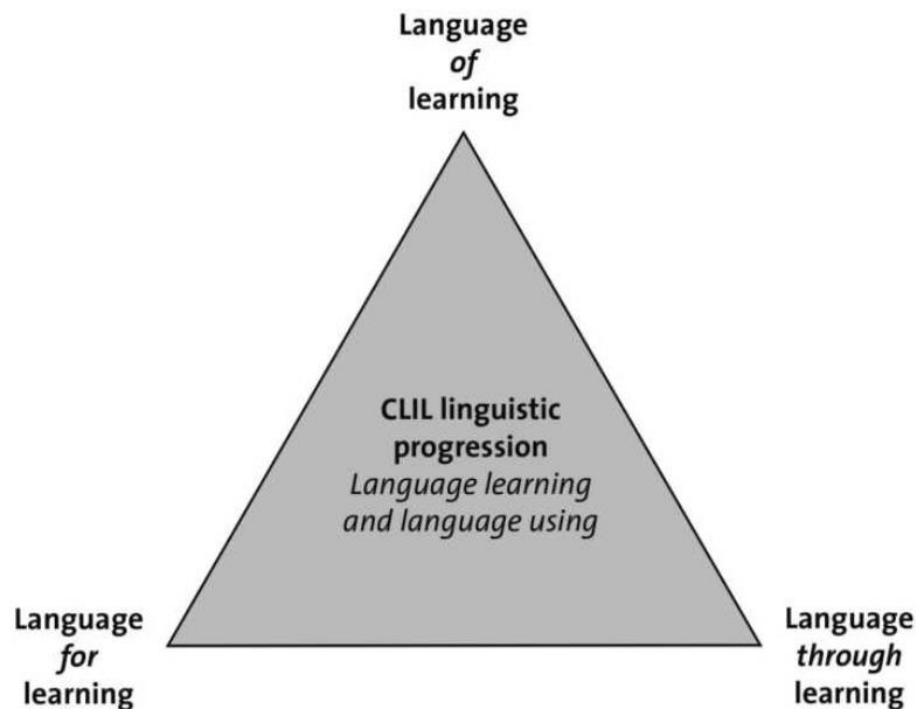 Language
of
learning
CLIL linguistic
progression
Language learning
and language using
Language
for
learning
Language
through
learning